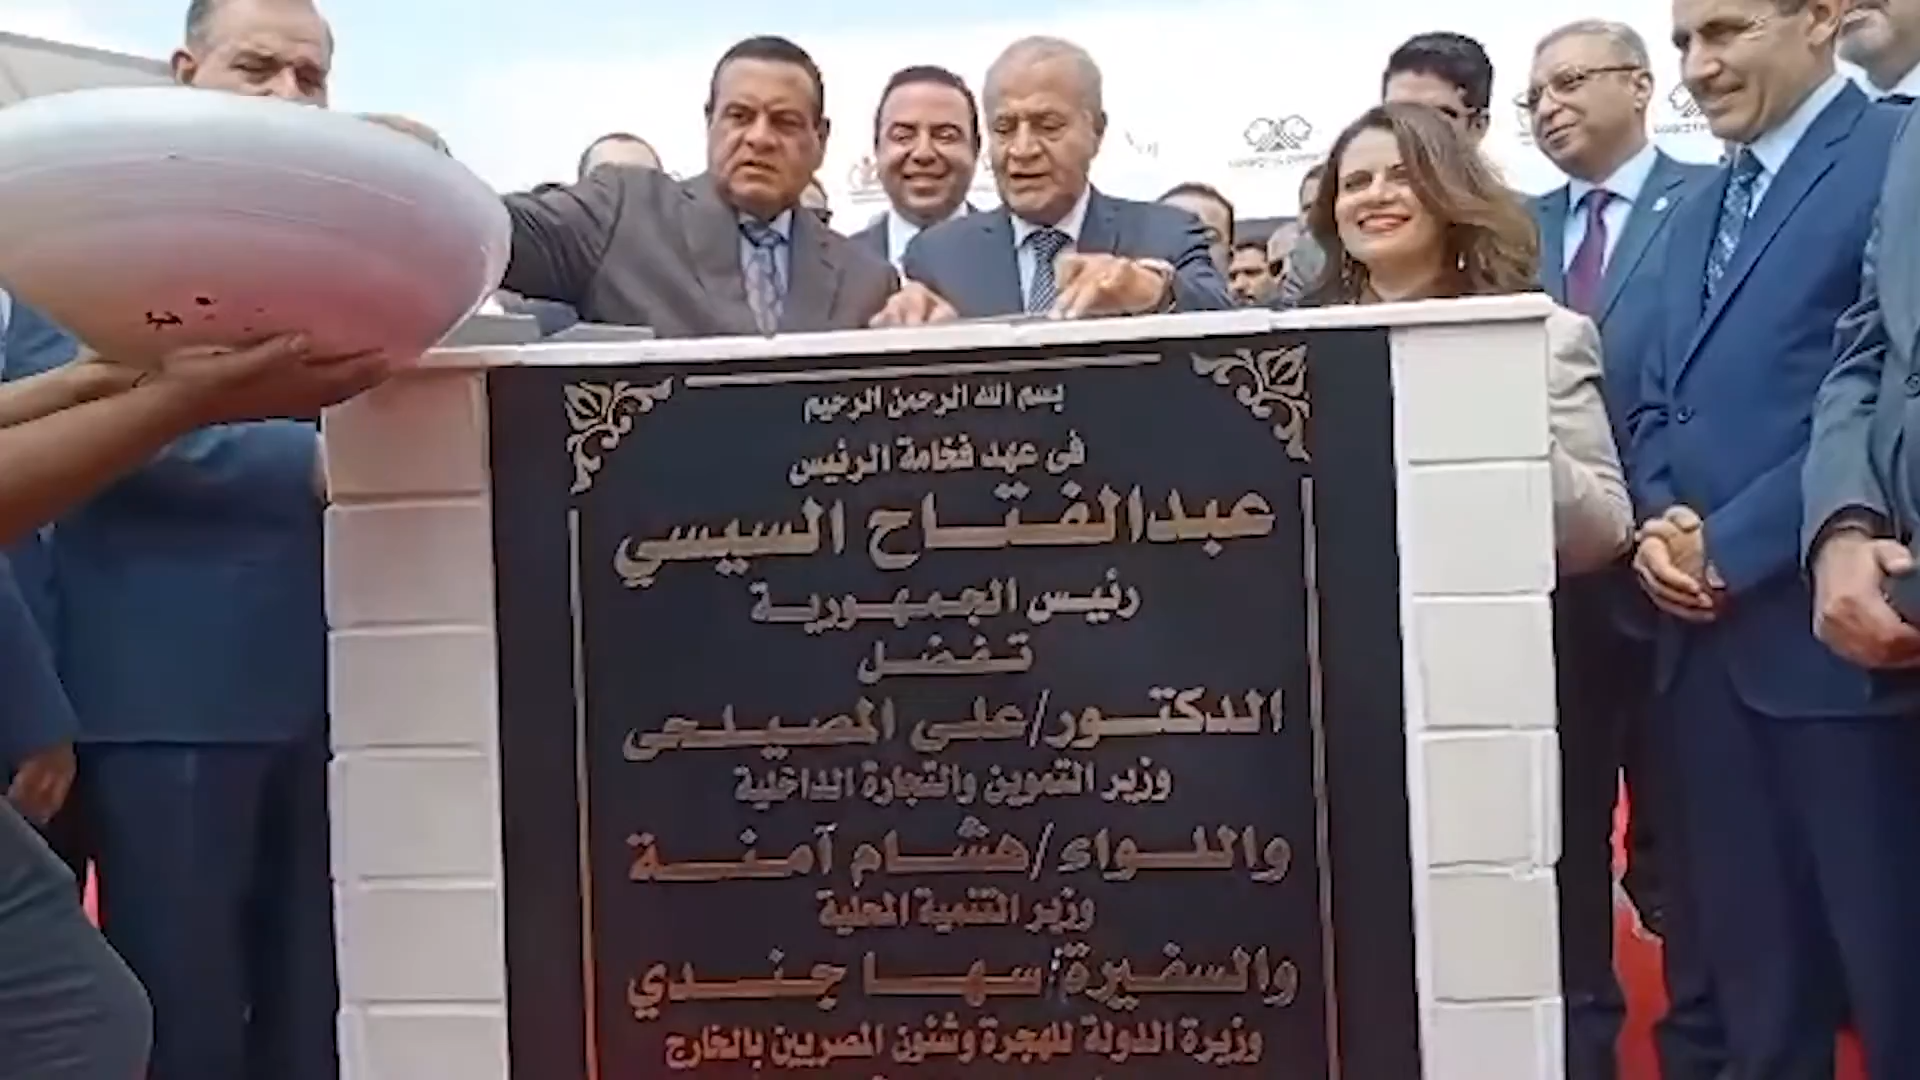 بسم الله الرحمن الرحيم
فى عهد فخامة الرئيس
عبدالفتاح السيسي
رئيس الجمهورية
تفضل
الدكتور/علي المصيلحى
وزير التموين والتجارة الداخلية
واللواء/هشام آمنة
وزير التنمية المحلية
والسفيرة/سها جندي
وزيرة الدولة للهجرة وشئون المصريين بالخارج